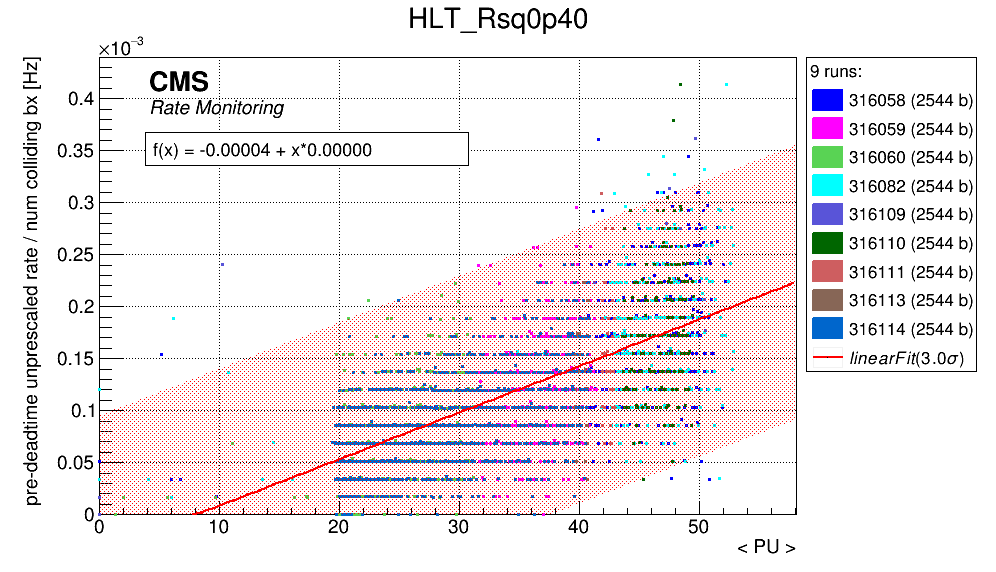 HLT_Rsq0p40
×10⁻³
CMS
Rate Monitoring
f(x) = -0.00004 + x*0.00000
pre-deadtime unprescaled rate / num colliding bx [Hz]
0.4
0.35
0.3
0.25
0.2
0.15
0.1
0.05
0
0 10 20 30 40 50
< PU >
9 runs:
316058 (2544 b)
316059 (2544 b)
316060 (2544 b)
316082 (2544 b)
316109 (2544 b)
316110 (2544 b)
316111 (2544 b)
316113 (2544 b)
316114 (2544 b)
linearFit(3.0σ)